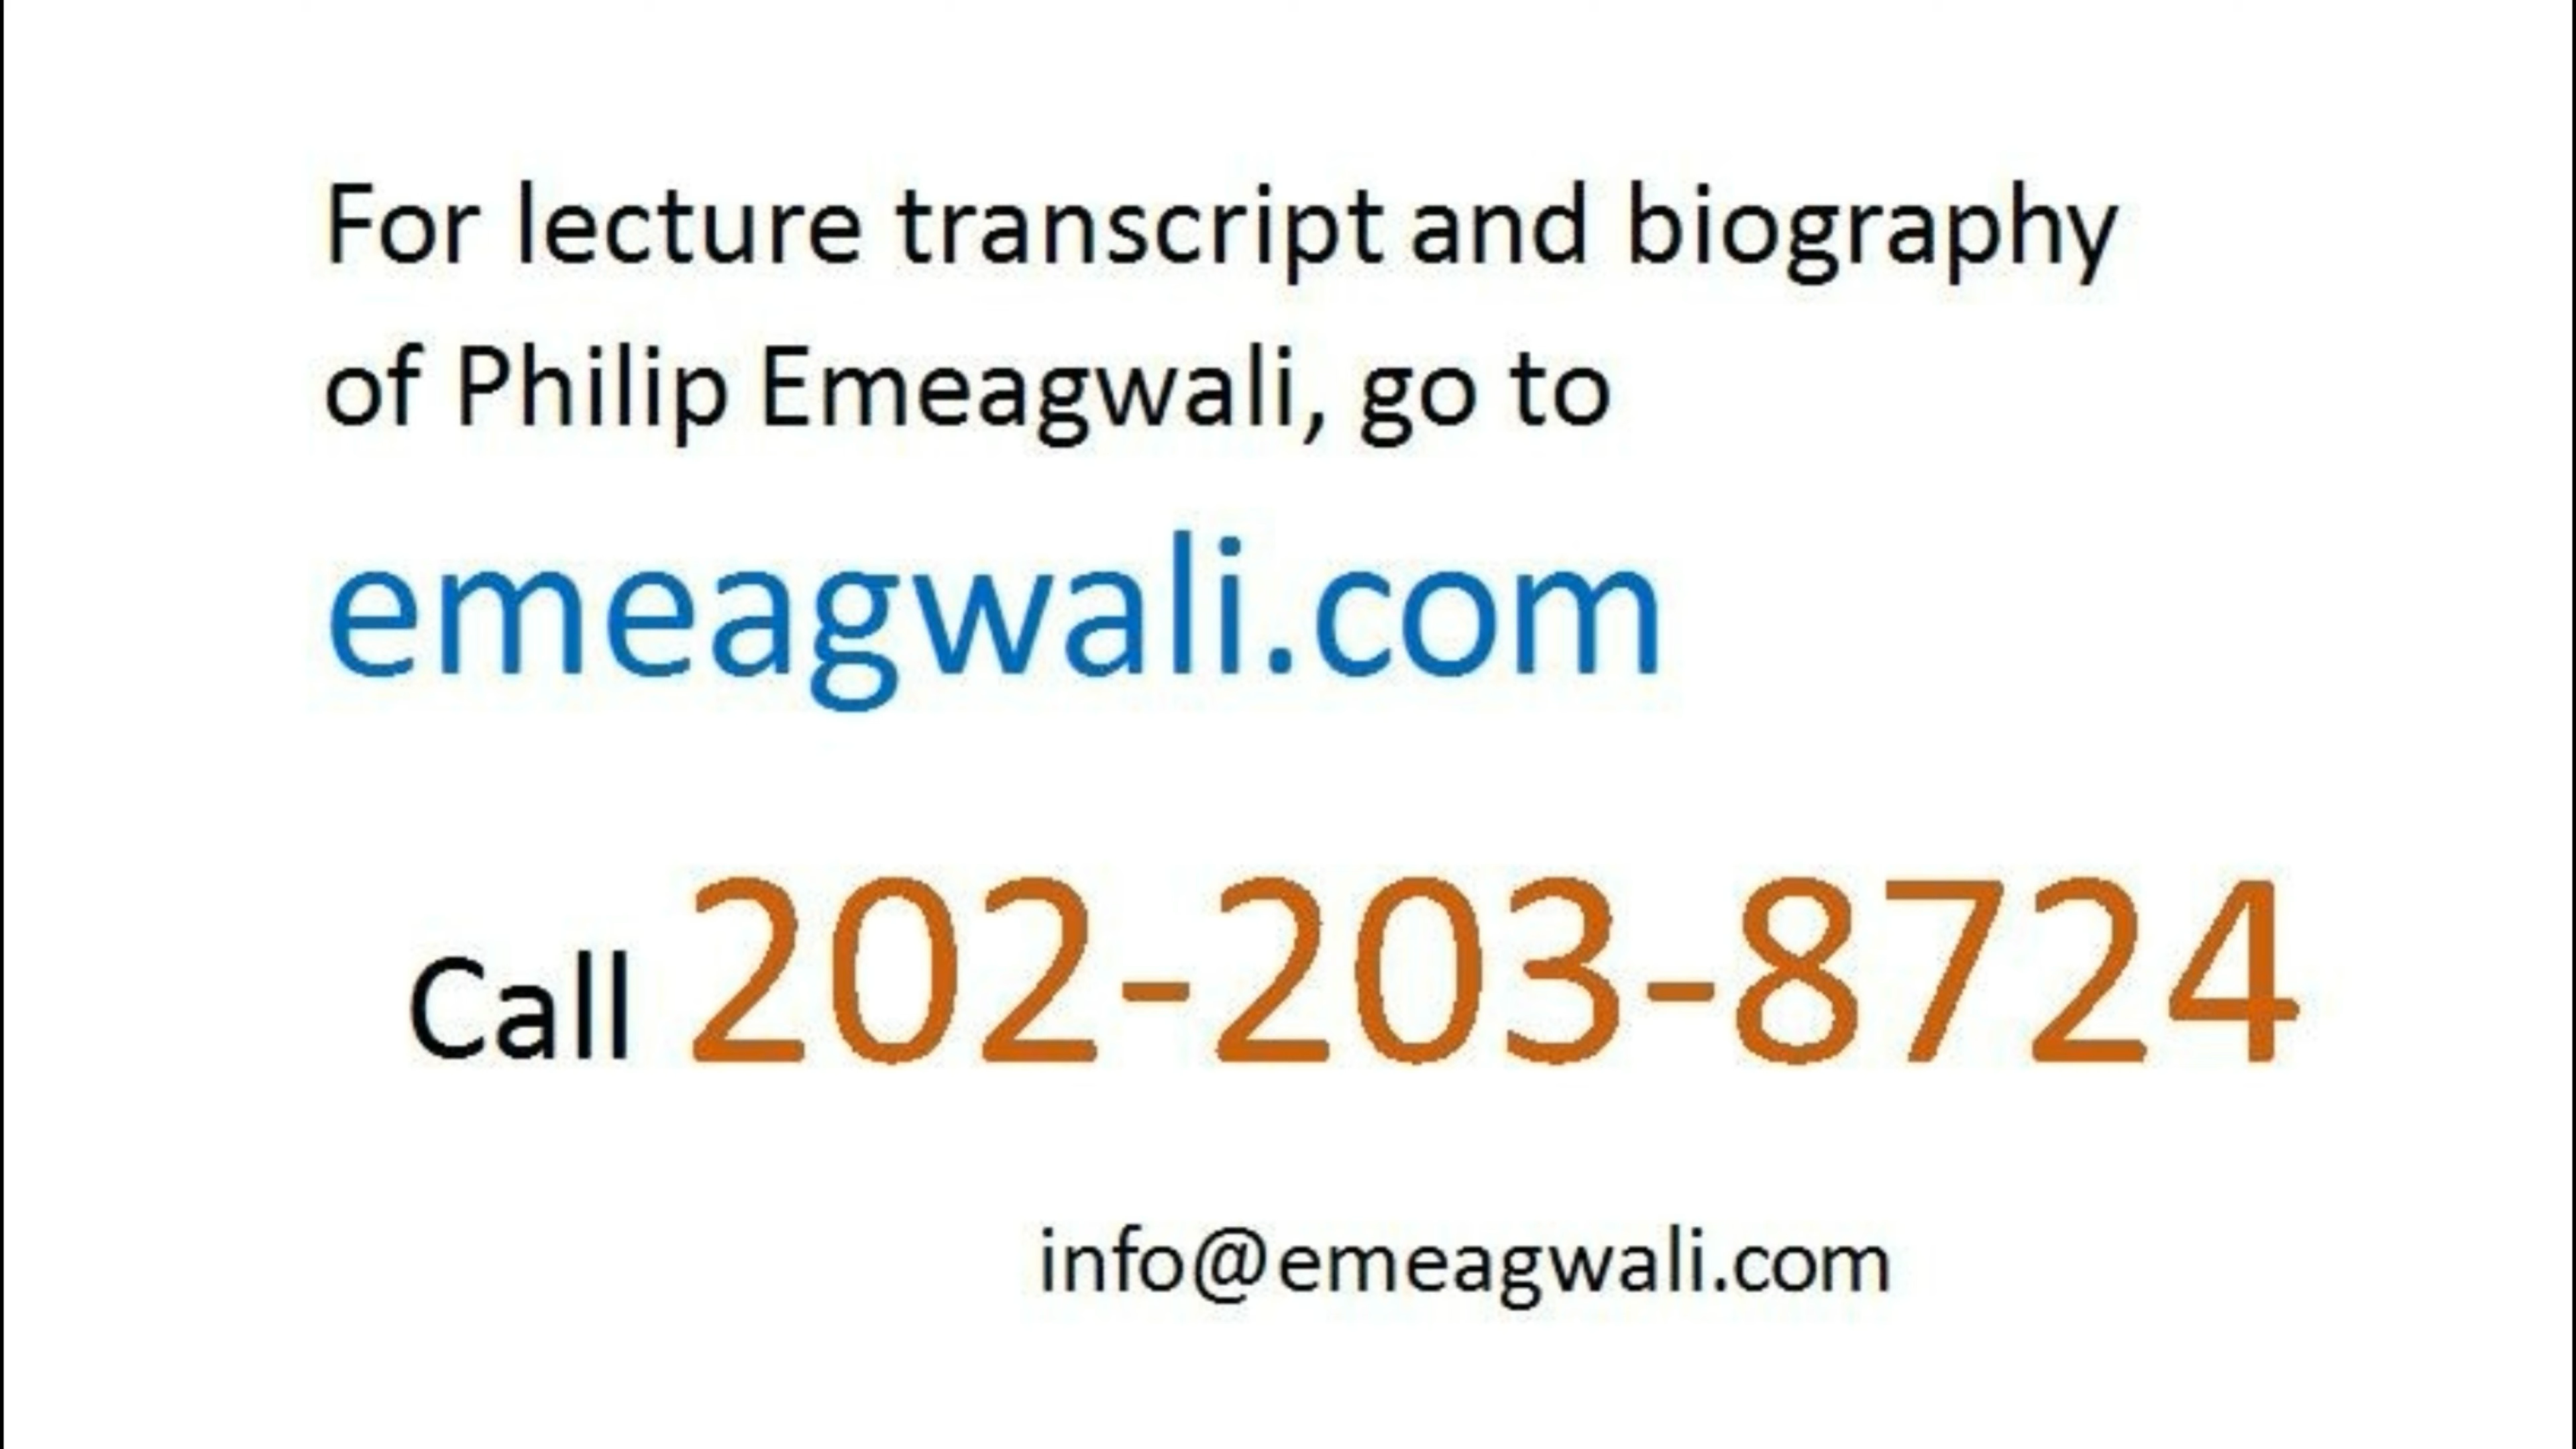 For lecture transcript and biography
of Philip Emeagwali, go to
emeagwali.com
Call 202-203-8724
info@emeagwali.com